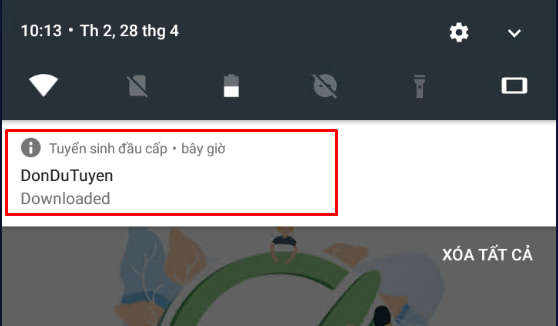 10:13 • Th 2, 28 thg 4
Tuyển sinh đầu cấp • bây giờ
DonDuTuyen
Downloaded
XÓA TẤT CẢ